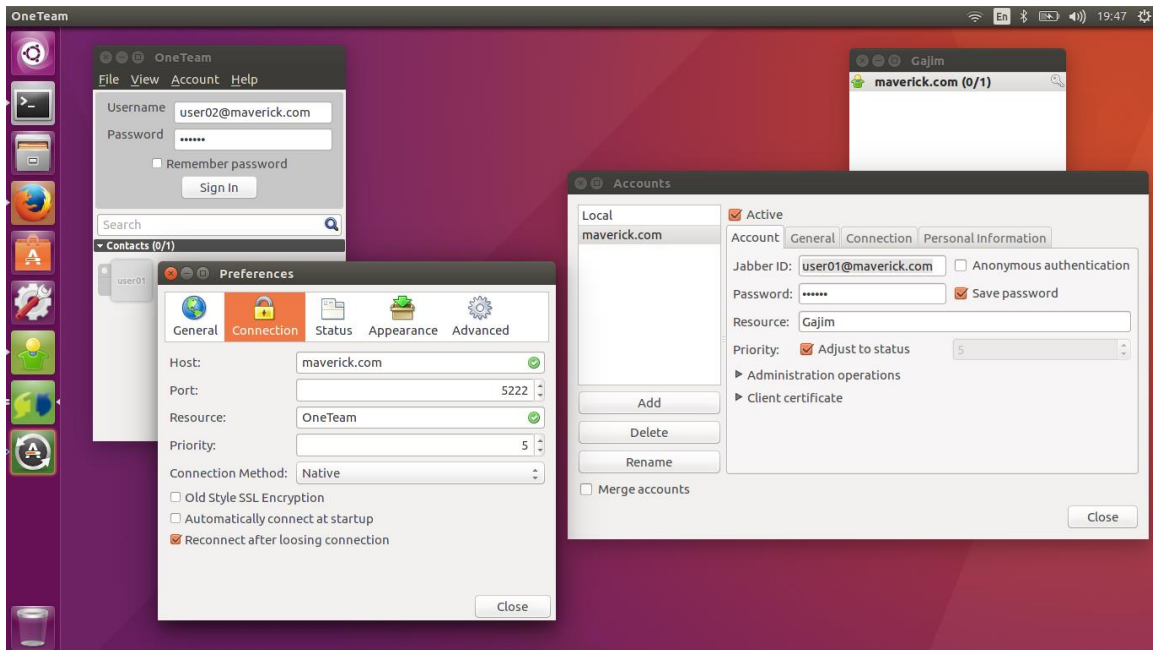 OneTeam
En
19:47
OneTeam
File View Account Help
Username user02@maverick.com
Password ••••••
Remember password
Sign In
Search
Contacts (0/1)
user01
Preferences
General Connection Status Appearance Advanced
Host: maverick.com
Port: 5222
Resource: OneTeam
Priority: 5
Connection Method: Native
Old Style SSL Encryption
Automatically connect at startup
Reconnect after loosing connection
Close
Gajim
maverick.com (0/1)
Accounts
Local
maverick.com
Add
Delete
Rename
Merge accounts
Active
Account General Connection Personal Information
Jabber ID: user01@maverick.com Anonymous authentication
Password: •••••• Save password
Resource: Gajim
Priority: Adjust to status 5
Administration operations
Client certificate
Close